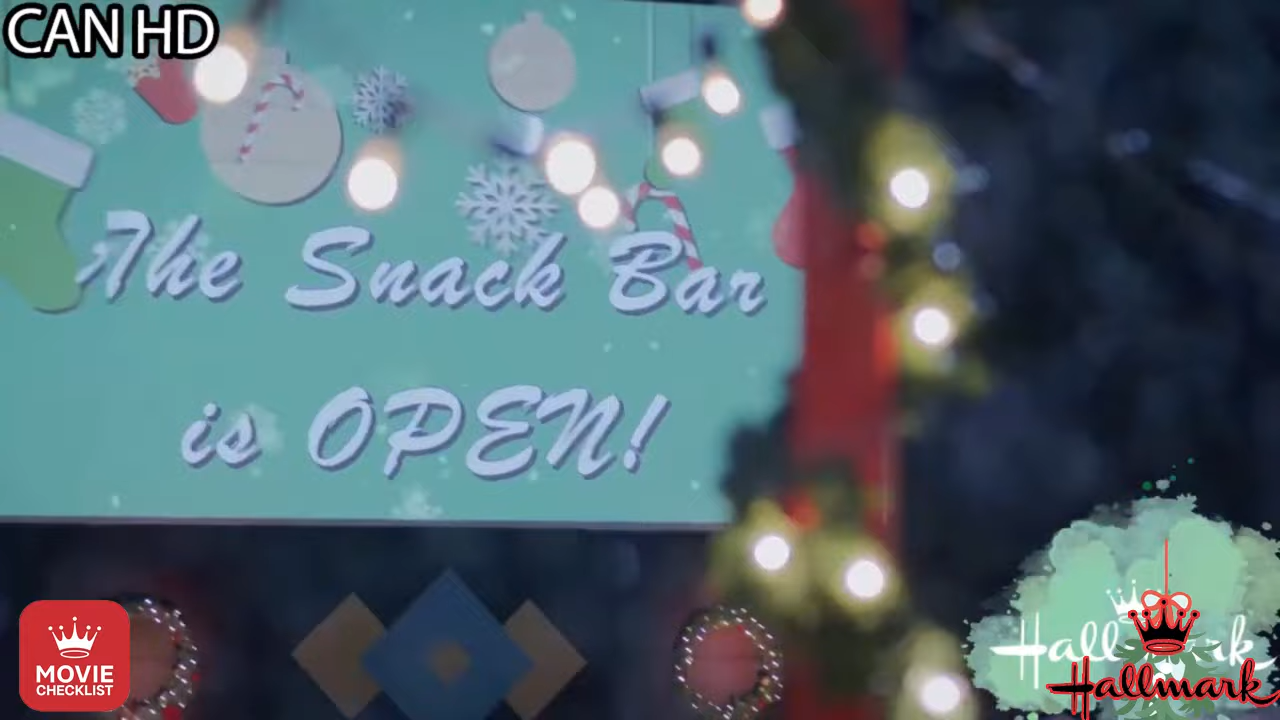 CAN HD
The Snack Bar
is OPEN!
MOVIE
CHECKLIST
Hallmark
Hallmark